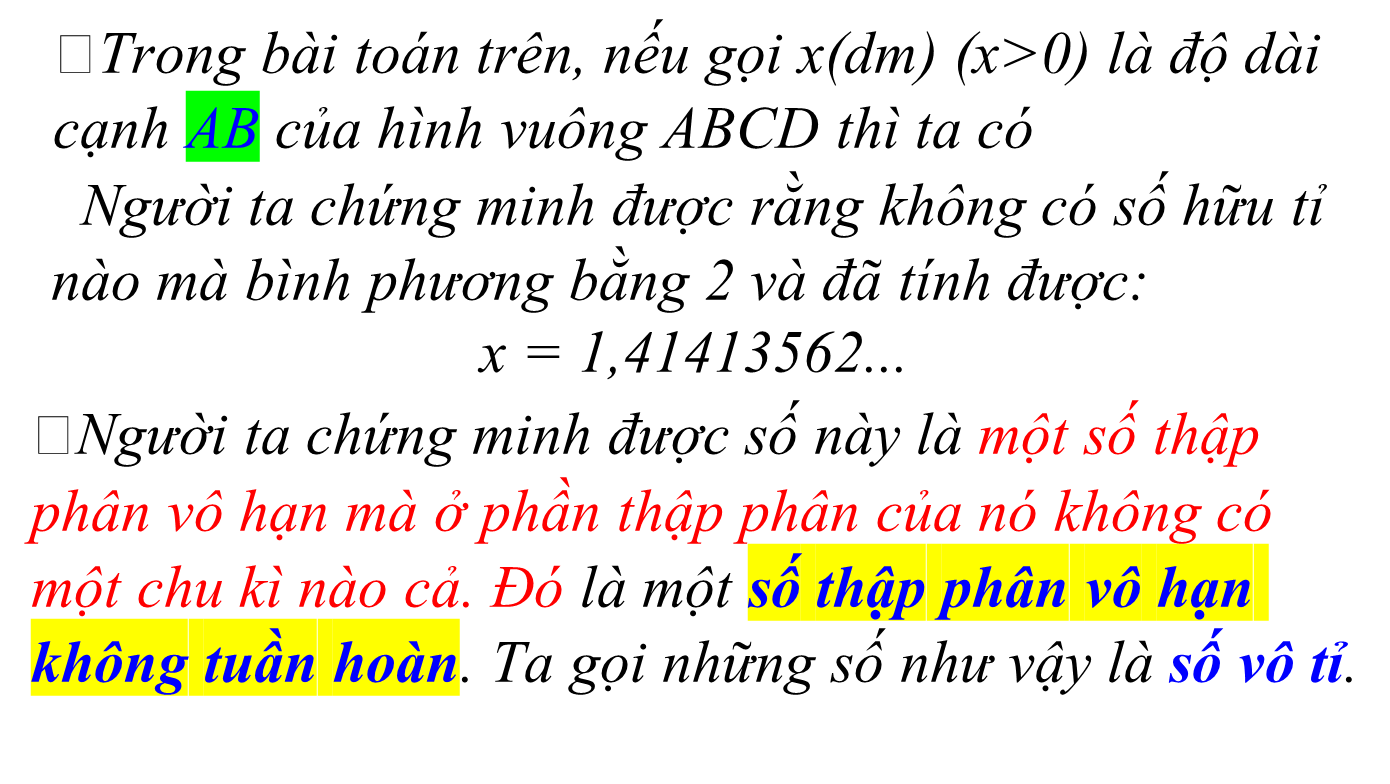 Trong bài toán trên, nếu gọi x(dm) (x>0) là độ dài
cạnh AB của hình vuông ABCD thì ta có
Người ta chứng minh được rằng không có số hữu tỉ
nào mà bình phương bằng 2 và đã tính được:
x = 1,41413562...
Người ta chứng minh được số này là một số thập
phân vô hạn mà ở phần thập phân của nó không có
một chu kì nào cả. Đó là một số thập phân vô hạn
không tuần hoàn. Ta gọi những số như vậy là số vô tỉ.